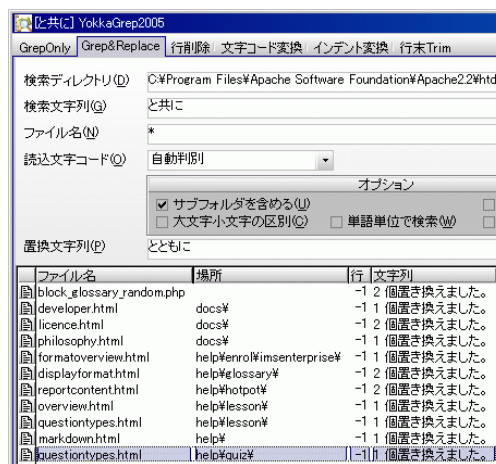 [と共に] YokkaGrep2005
GrepOnly Grep&Replace 行削除 文字コード変換 インデント変換 行末Trim
検索ディレクトリ(D) C:¥Program Files¥Apache Software Foundation¥Apache2.2¥htd
検索文字列(G) と共に
ファイル名(N) *
読込文字コード(O) 自動判別
オプション
サブフォルダを含める(U)
大文字小文字の区別(C) 単語単位で検索(W)
置換文字列(P) とともに
ファイル名 場所 行 文字列
block_glossary_random.php -1 2 個置き換えました。
developer.html docs¥ -1 1 個置き換えました。
licence.html docs¥ -1 2 個置き換えました。
philosophy.html docs¥ -1 1 個置き換えました。
formatoverview.html help¥enrol¥imsenterprise¥ -1 1 個置き換えました。
displayformat.html help¥glossary¥ -1 2 個置き換えました。
reportcontent.html help¥hotpot¥ -1 2 個置き換えました。
overview.html help¥lesson¥ -1 1 個置き換えました。
questiontypes.html help¥lesson¥ -1 1 個置き換えました。
markdown.html help¥ -1 1 個置き換えました。
questiontypes.html help¥quiz¥ -1 1 個置き換えました。